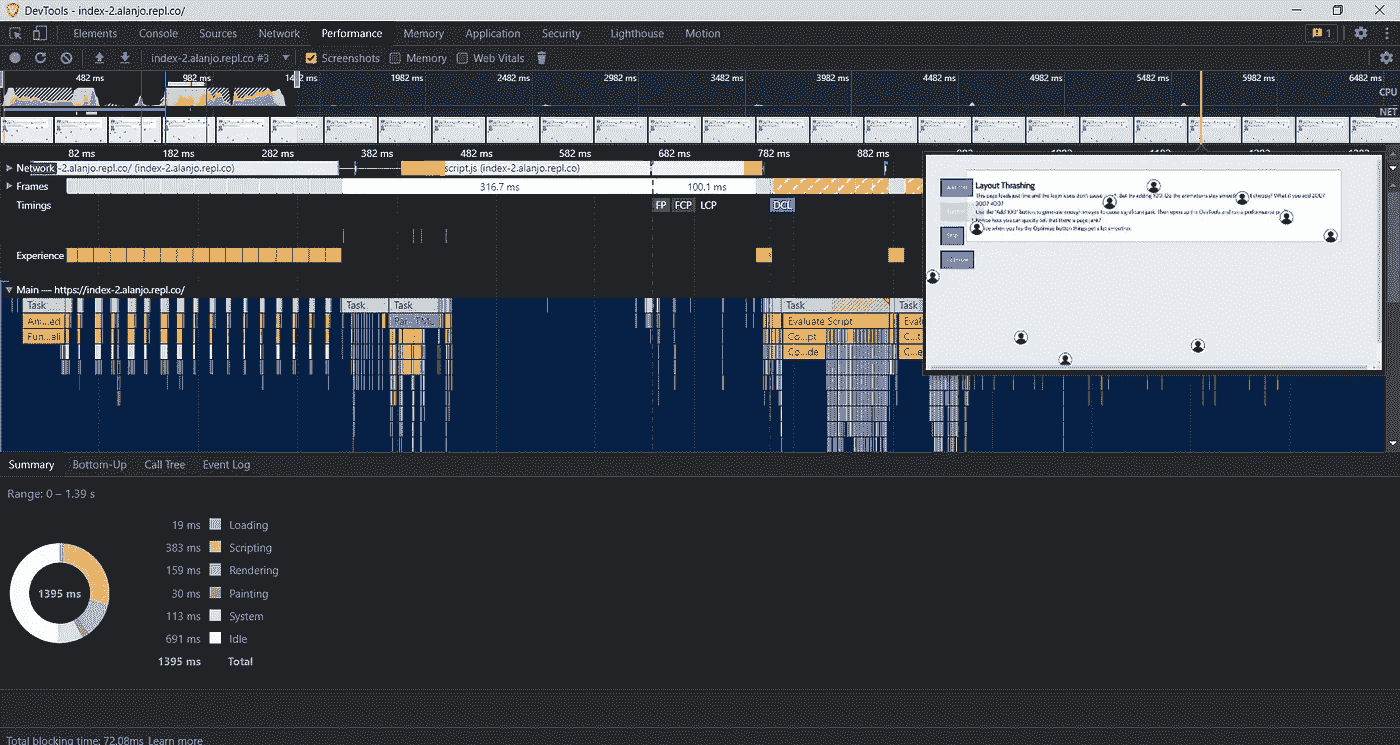 DevTools - index-2.alanjo.repl.co/
Elements Console Sources Network Performance Memory Application Security Lighthouse Motion 1
index-2.alanjo.repl.co #3 Screenshots Memory Web Vitals
482 ms 982 ms ms 1982 ms 2482 ms 2982 ms 3482 ms 3982 ms 4482 ms 4982 ms 5482 ms 5982 ms 6482 ms
CPU
NET
82 ms 182 ms 282 ms 382 ms 482 ms 582 ms 682 ms 782 ms 882 ms
Network -2.alanjo.repl.co/ (index-2.alanjo.repl.co) script.js (index-2.alanjo.repl.co)
Frames 316.7 ms 100.1 ms
Timings FP FCP LCP DCL
Experience
Layout Thrashing
Main — https://index-2.alanjo.repl.co/
Task Task Task Task Task
An...ed Evaluate Script
Fun...all Co...pt
Co...de
Summary Bottom-Up Call Tree Event Log
Range: 0 – 1.39 s
19 ms Loading
383 ms Scripting
159 ms Rendering
1395 ms
30 ms Painting
113 ms System
691 ms Idle
1395 ms Total
Total blocking time: 72.08ms Learn more